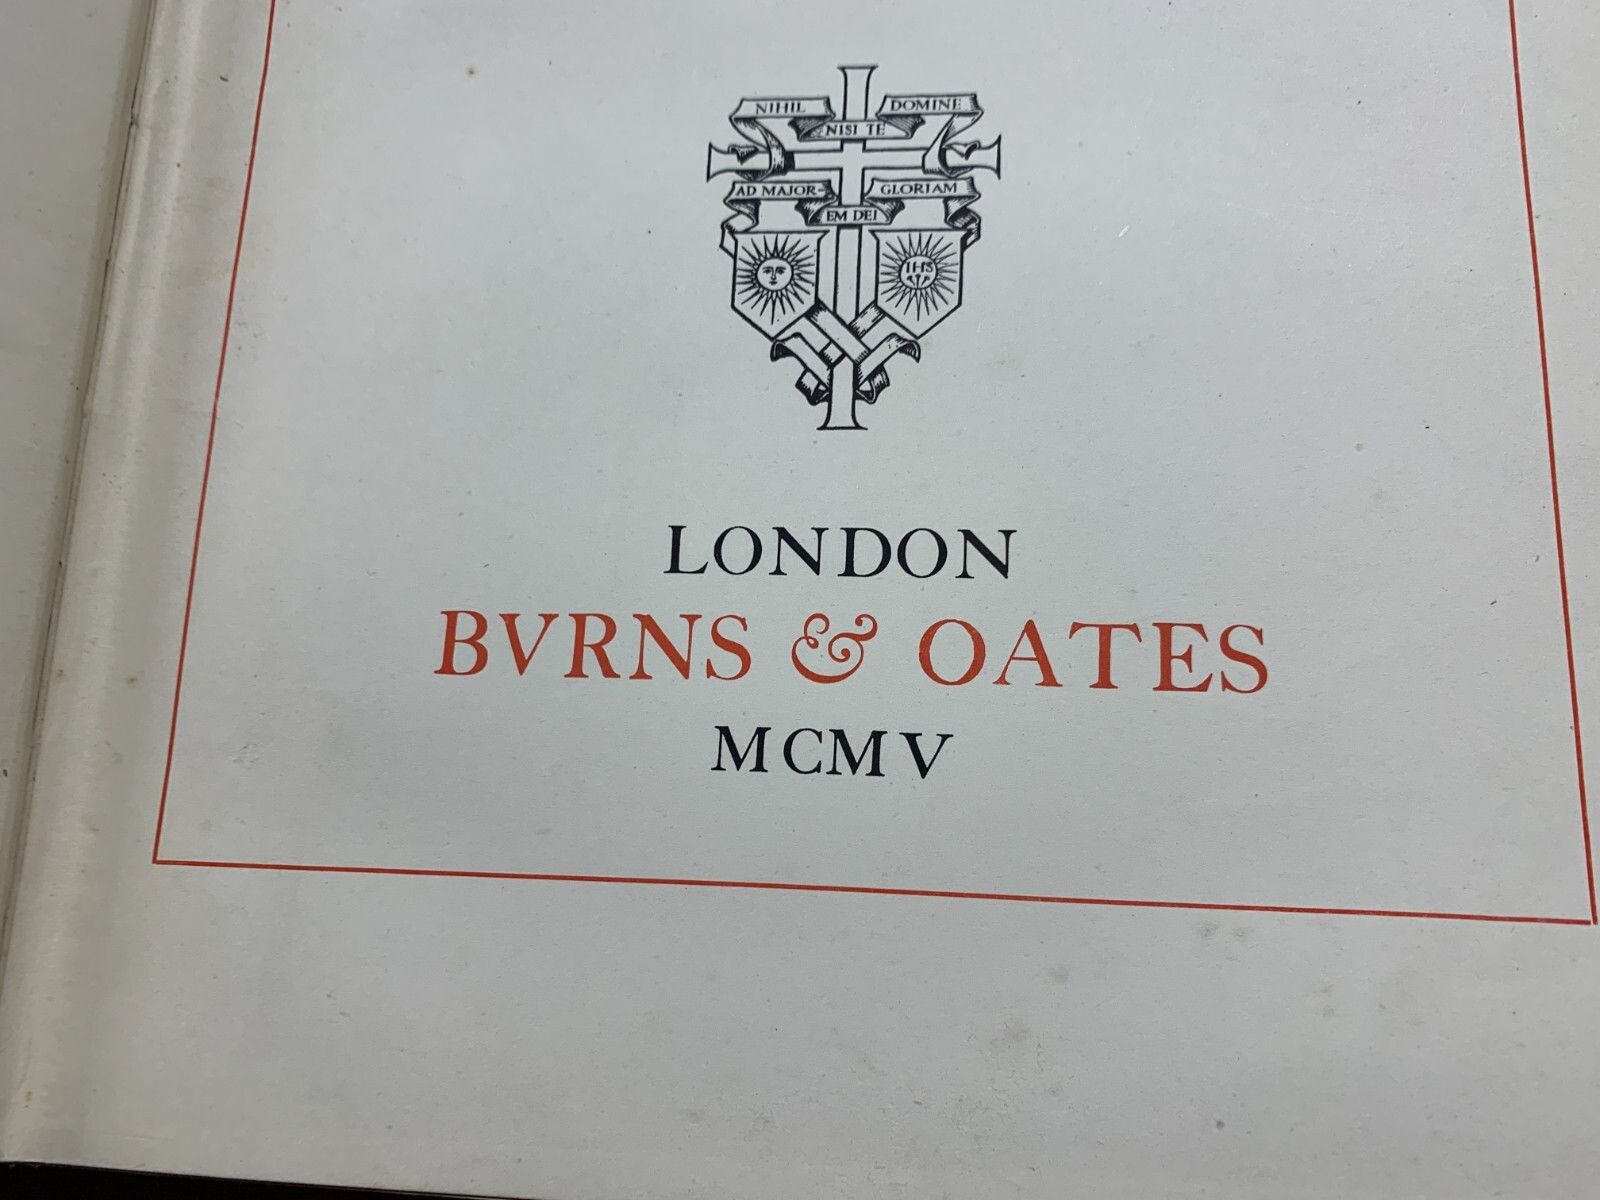 NIHIL DOMINE
NISI TE
AD MAJOR- GLORIAM
EM DEI
IHS
LONDON
BVRNS & OATES
MCMV